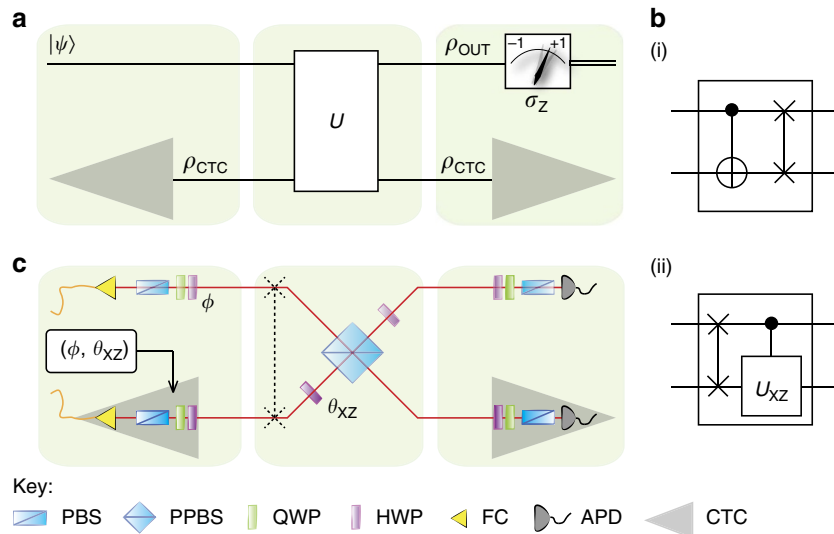 a
|ψ⟩
U
ρOUT
−1 +1
σZ
ρCTC
ρCTC
b
(i)
(ii)
UXZ
c
ϕ
(ϕ, θXZ)
θXZ
Key:
PBS PPBS QWP HWP FC APD CTC